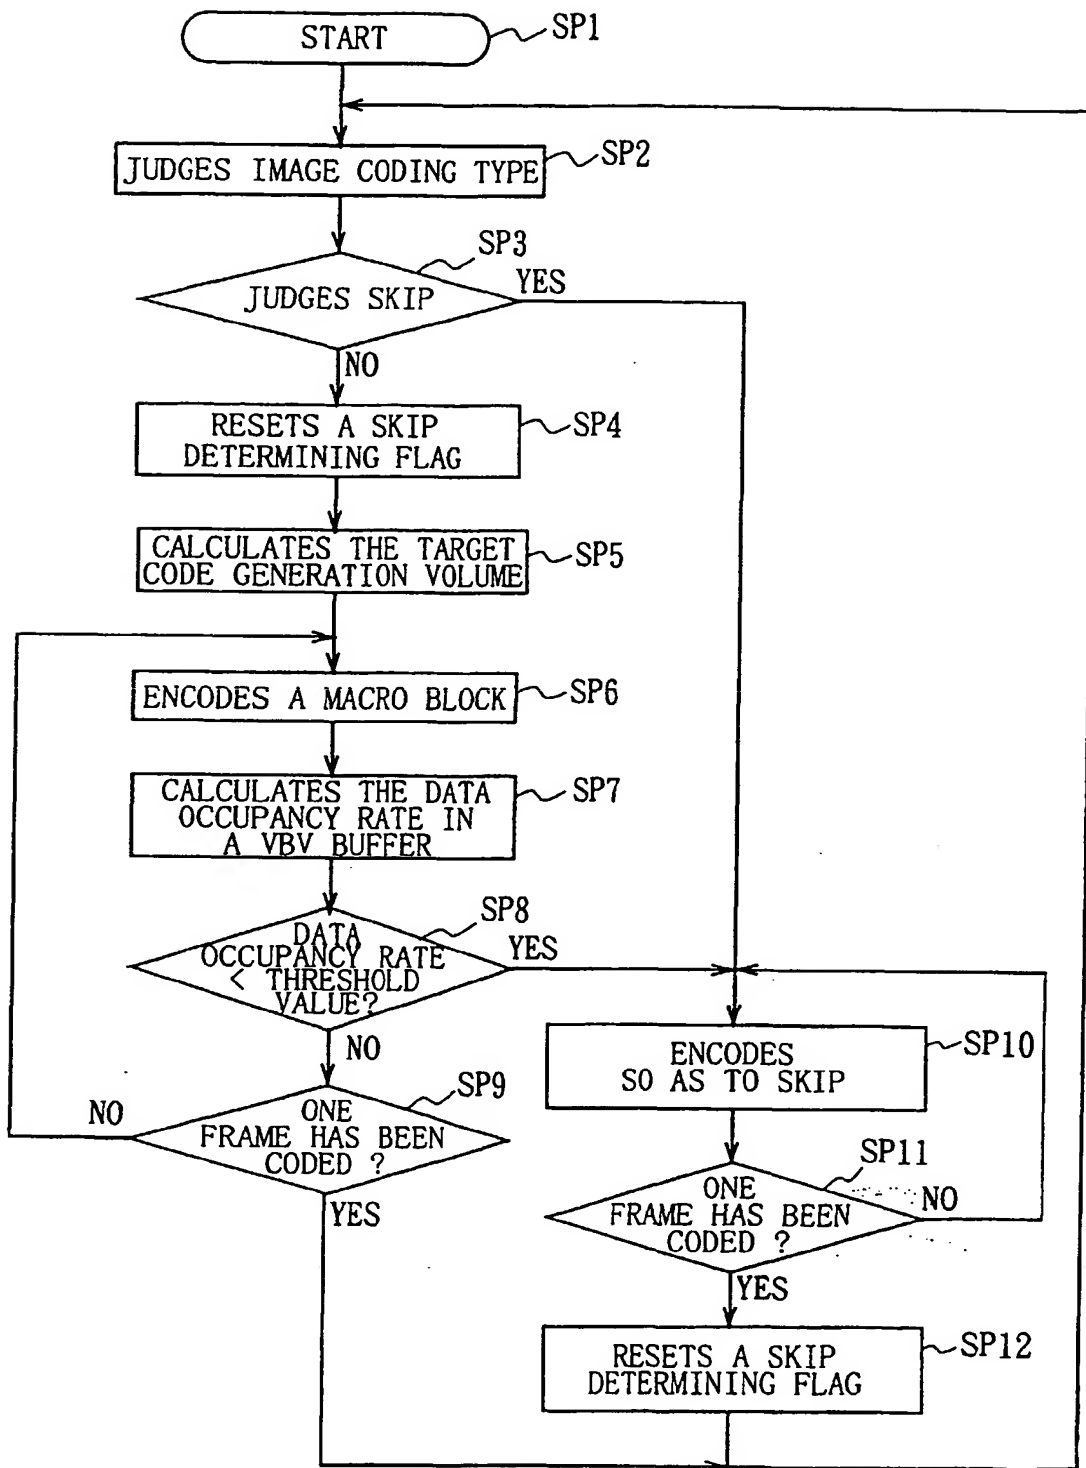 START
SP1
JUDGES IMAGE CODING TYPE
SP2
SP3
JUDGES SKIP
YES
NO
RESETS A SKIP
DETERMINING FLAG
SP4
CALCULATES THE TARGET
CODE GENERATION VOLUME
SP5
ENCODES A MACRO BLOCK
SP6
CALCULATES THE DATA
OCCUPANCY RATE IN
A VBV BUFFER
SP7
SP8
DATA
OCCUPANCY RATE
< THRESHOLD
VALUE?
YES
NO
SP9
ONE
FRAME HAS BEEN
CODED ?
NO
YES
ENCODES
SO AS TO SKIP
SP10
SP11
ONE
FRAME HAS BEEN
CODED ?
NO
YES
RESETS A SKIP
DETERMINING FLAG
SP12